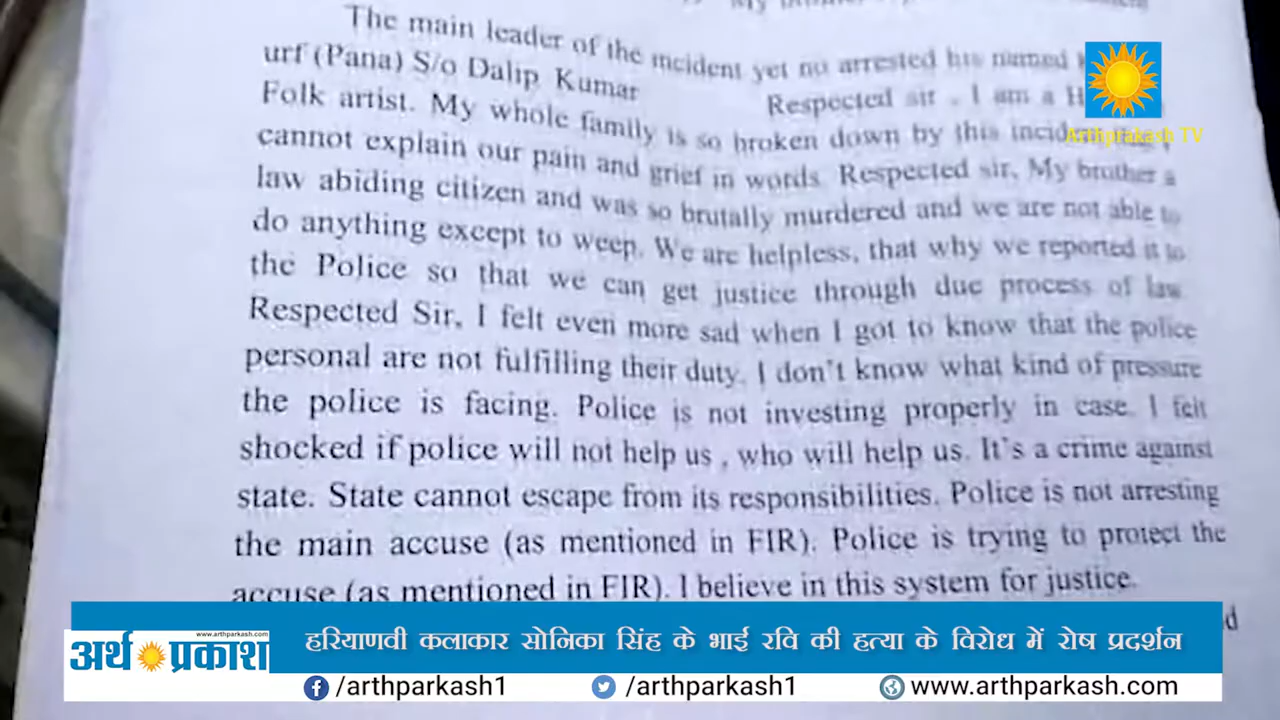 The main leader of the incident yet no arrested his named
urf (Pana) S/o Dalip Kumar Respected sir , I am a H
Folk artist. My whole family is so broken down by this incid
cannot explain our pain and grief in words. Respected sir, My brother a
law abiding citizen and was so brutally murdered and we are not able to
do anything except to weep. We are helpless, that why we reported it to
the Police so that we can get justice through due process of law.
Respected Sir, I felt even more sad when I got to know that the police
personal are not fulfilling their duty. I don't know what kind of pressure
the police is facing. Police is not investing properly in case. I felt
shocked if police will not help us , who will help us. It's a crime against
state. State cannot escape from its responsibilities. Police is not arresting
the main accuse (as mentioned in FIR). Police is trying to protect the
accuse (as mentioned in FIR). I believe in this system for justice.
Arthprakash TV
www.arthparkash.com
अर्थ प्रकाश
हरियाणवी कलाकार सोनिका सिंह के भाई रवि की हत्या के विरोध में रोष प्रदर्शन
/arthparkash1 /arthparkash1 www.arthparkash.com